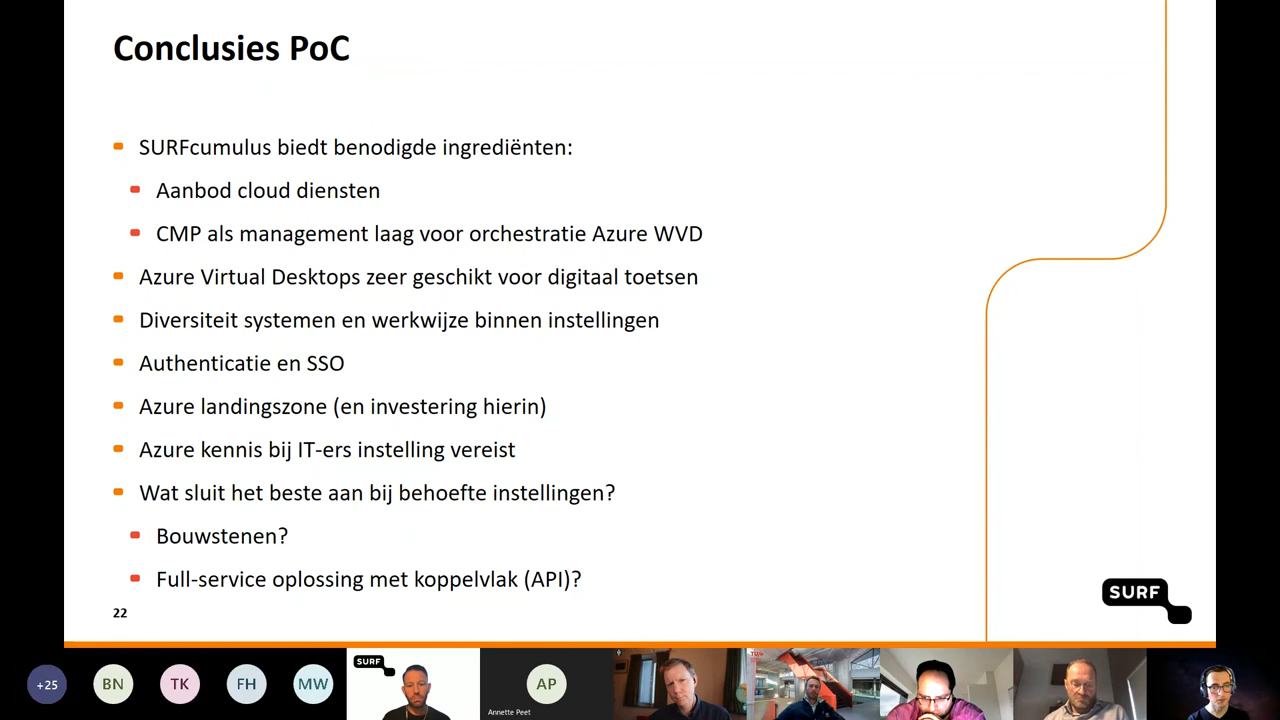 Conclusies PoC
SURFcumulus biedt benodigde ingrediënten:
Aanbod cloud diensten
CMP als management laag voor orchestratie Azure WVD
Azure Virtual Desktops zeer geschikt voor digitaal toetsen
Diversiteit systemen en werkwijze binnen instellingen
Authenticatie en SSO
Azure landingszone (en investering hierin)
Azure kennis bij IT-ers instelling vereist
Wat sluit het beste aan bij behoefte instellingen?
Bouwstenen?
Full-service oplossing met koppelvlak (API)?
22
SURF
+25
BN
TK
FH
MW
SURF
AP
Annette Peet